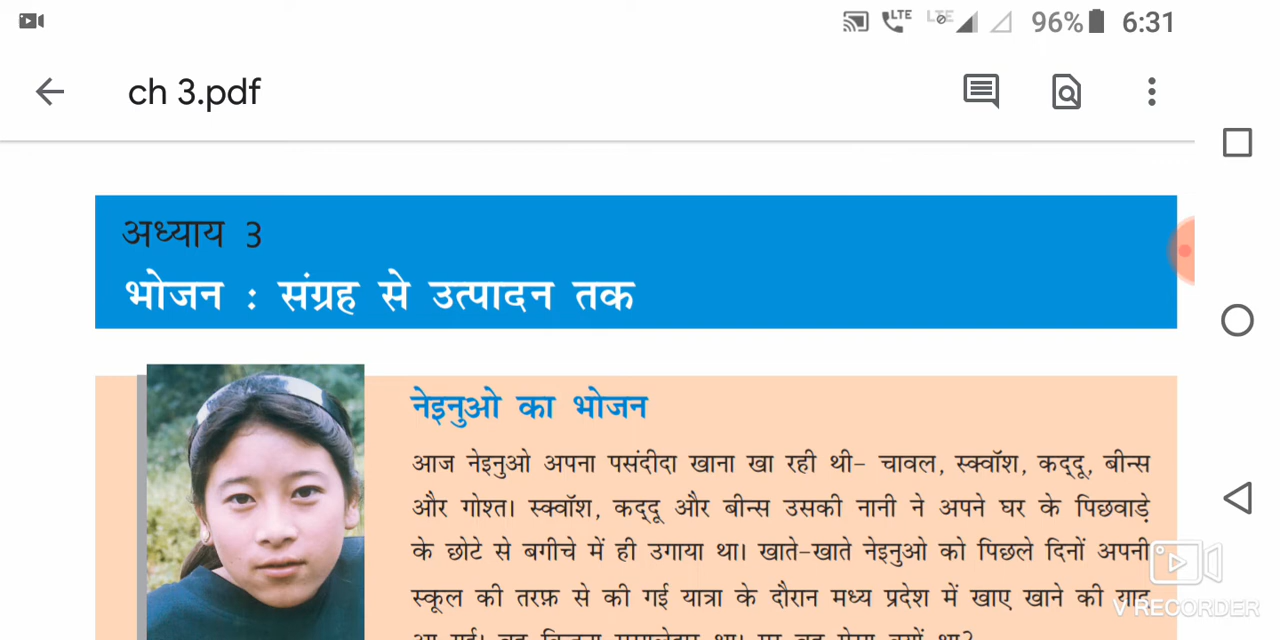 LTE LTE 96% 6:31
ch 3.pdf
अध्याय 3
भोजन : संग्रह से उत्पादन तक
नेइनुओ का भोजन
आज नेइनुओ अपना पसंदीदा खाना खा रही थी– चावल, स्क्वॉश, कद्दू, बीन्स
और गोश्त। स्क्वॉश, कद्दू और बीन्स उसकी नानी ने अपने घर के पिछवाड़े
के छोटे से बगीचे में ही उगाया था। खाते-खाते नेइनुओ को पिछले दिनों अपनी
स्कूल की तरफ़ से की गई यात्रा के दौरान मध्य प्रदेश में खाए खाने की याद
V RECORDER